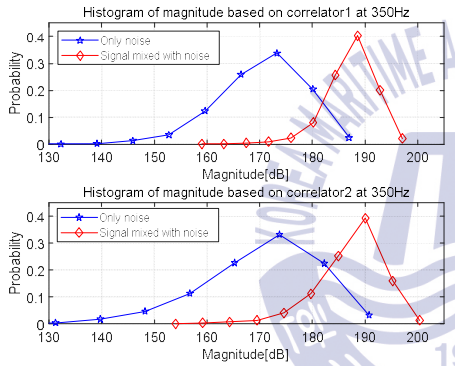 Histogram of magnitude based on correlator1 at 350Hz
Only noise
Signal mixed with noise
Probability
0.4
0.3
0.2
0.1
0
130 140 150 160 170 180 190 200
Magnitude[dB]
Histogram of magnitude based on correlator2 at 350Hz
Only noise
Signal mixed with noise
Probability
0.4
0.3
0.2
0.1
0
130 140 150 160 170 180 190 200
Magnitude[dB]
KOREA MARITIME A